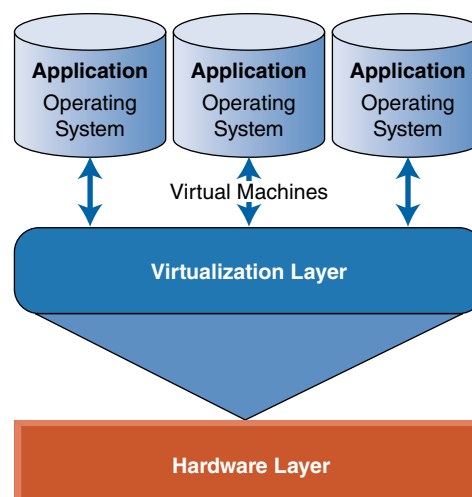 Application
Operating
System
Application
Operating
System
Application
Operating
System
Virtual Machines
Virtualization Layer
Hardware Layer